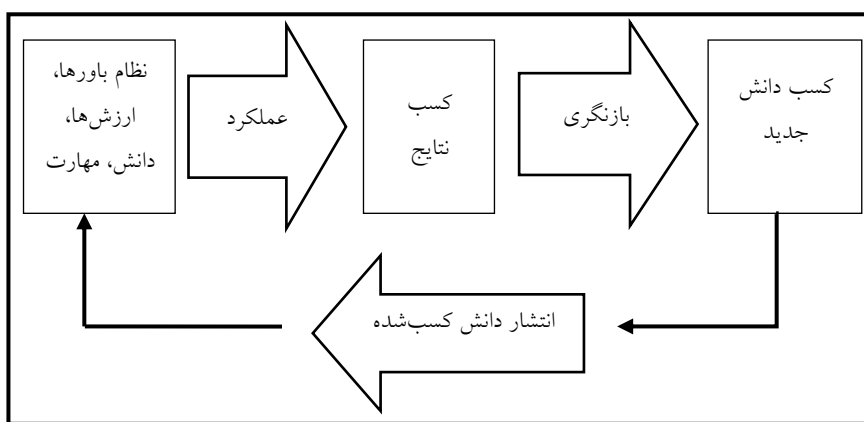 نظام باورها،
ارزش‌ها،
دانش، مهارت
عملکرد
کسب
نتایج
بازنگری
کسب دانش
جدید
انتشار دانش کسب‌شده